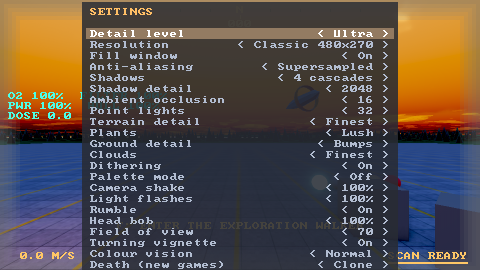 SETTINGS
Detail level < Ultra >
Resolution < Classic 480x270 >
Fill window < On >
Anti-aliasing < Supersampled >
Shadows < 4 cascades >
Shadow detail < 2048 >
Ambient occlusion < 16 >
Point lights < 32 >
Terrain detail < Finest >
Plants < Lush >
Ground detail < Bumps >
Clouds < Finest >
Dithering < On >
Palette mode < Off >
Camera shake < 100% >
Light flashes < 100% >
Rumble < On >
Head bob < 100% >
Field of view < 70 >
Turning vignette < On >
Colour vision < Normal >
Death (new games) < Clone >
O2 100%
PWR 100%
DOSE 0.0
THE EXPLORATION
0.0 M/S
READY